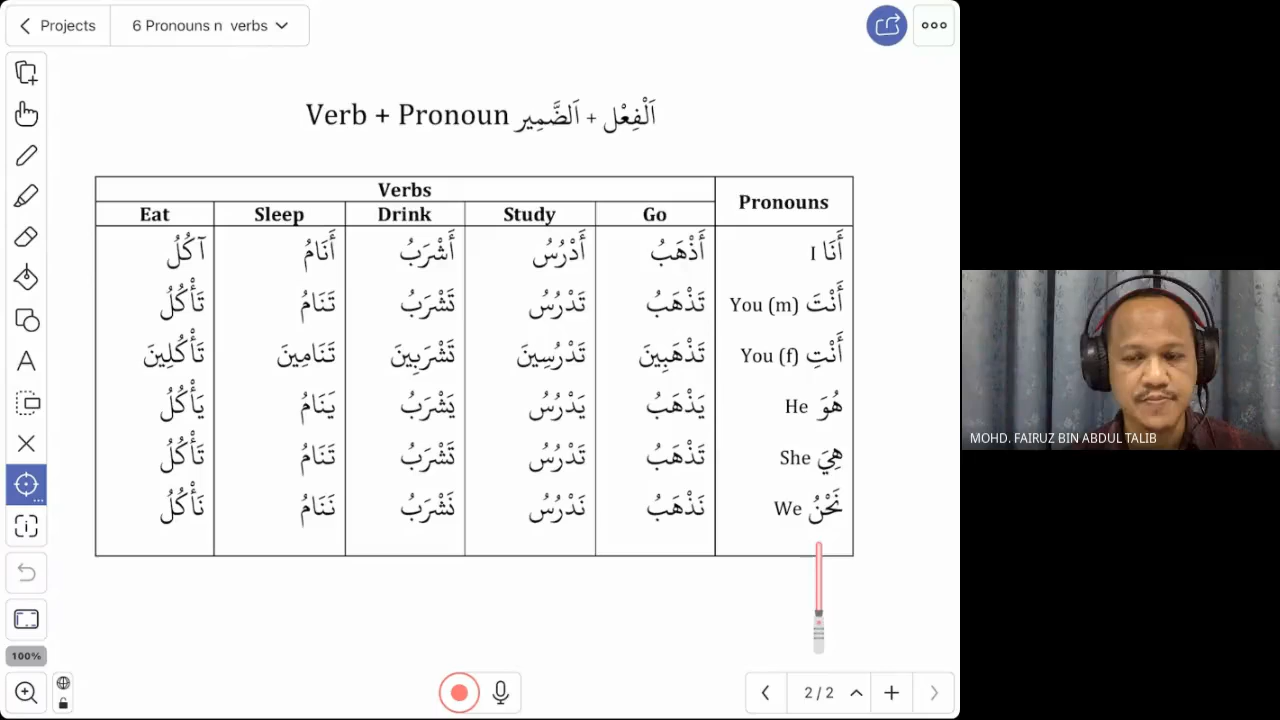 Projects
6 Pronouns n verbs
Verb + Pronoun اَلْفِعْل + اَلضَّمِير
Verbs
Pronouns
Eat Sleep Drink Study Go
آكُلُ أَنَامُ أَشْرَبُ أَدْرُسُ أَذْهَبُ I أَنَا
تَأْكُلُ تَنَامُ تَشْرَبُ تَدْرُسُ تَذْهَبُ You (m) أَنْتَ
تَأْكُلِينَ تَنَامِينَ تَشْرَبِينَ تَدْرُسِينَ تَذْهَبِينَ You (f) أَنْتِ
يَأْكُلُ يَنَامُ يَشْرَبُ يَدْرُسُ يَذْهَبُ He هُوَ
تَأْكُلُ تَنَامُ تَشْرَبُ تَدْرُسُ تَذْهَبُ She هِيَ
نَأْكُلُ نَنَامُ نَشْرَبُ نَدْرُسُ نَذْهَبُ We نَحْنُ
MOHD. FAIRUZ BIN ABDUL TALIB
100%
2 / 2